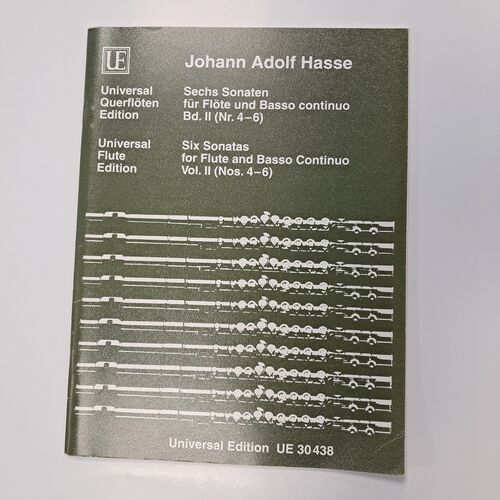 UE
Johann Adolf Hasse
Universal
Querflöten
Edition
Sechs Sonaten
für Flöte und Basso continuo
Bd. II (Nr. 4–6)
Universal
Flute
Edition
Six Sonatas
for Flute and Basso Continuo
Vol. II (Nos. 4–6)
Universal Edition UE 30438